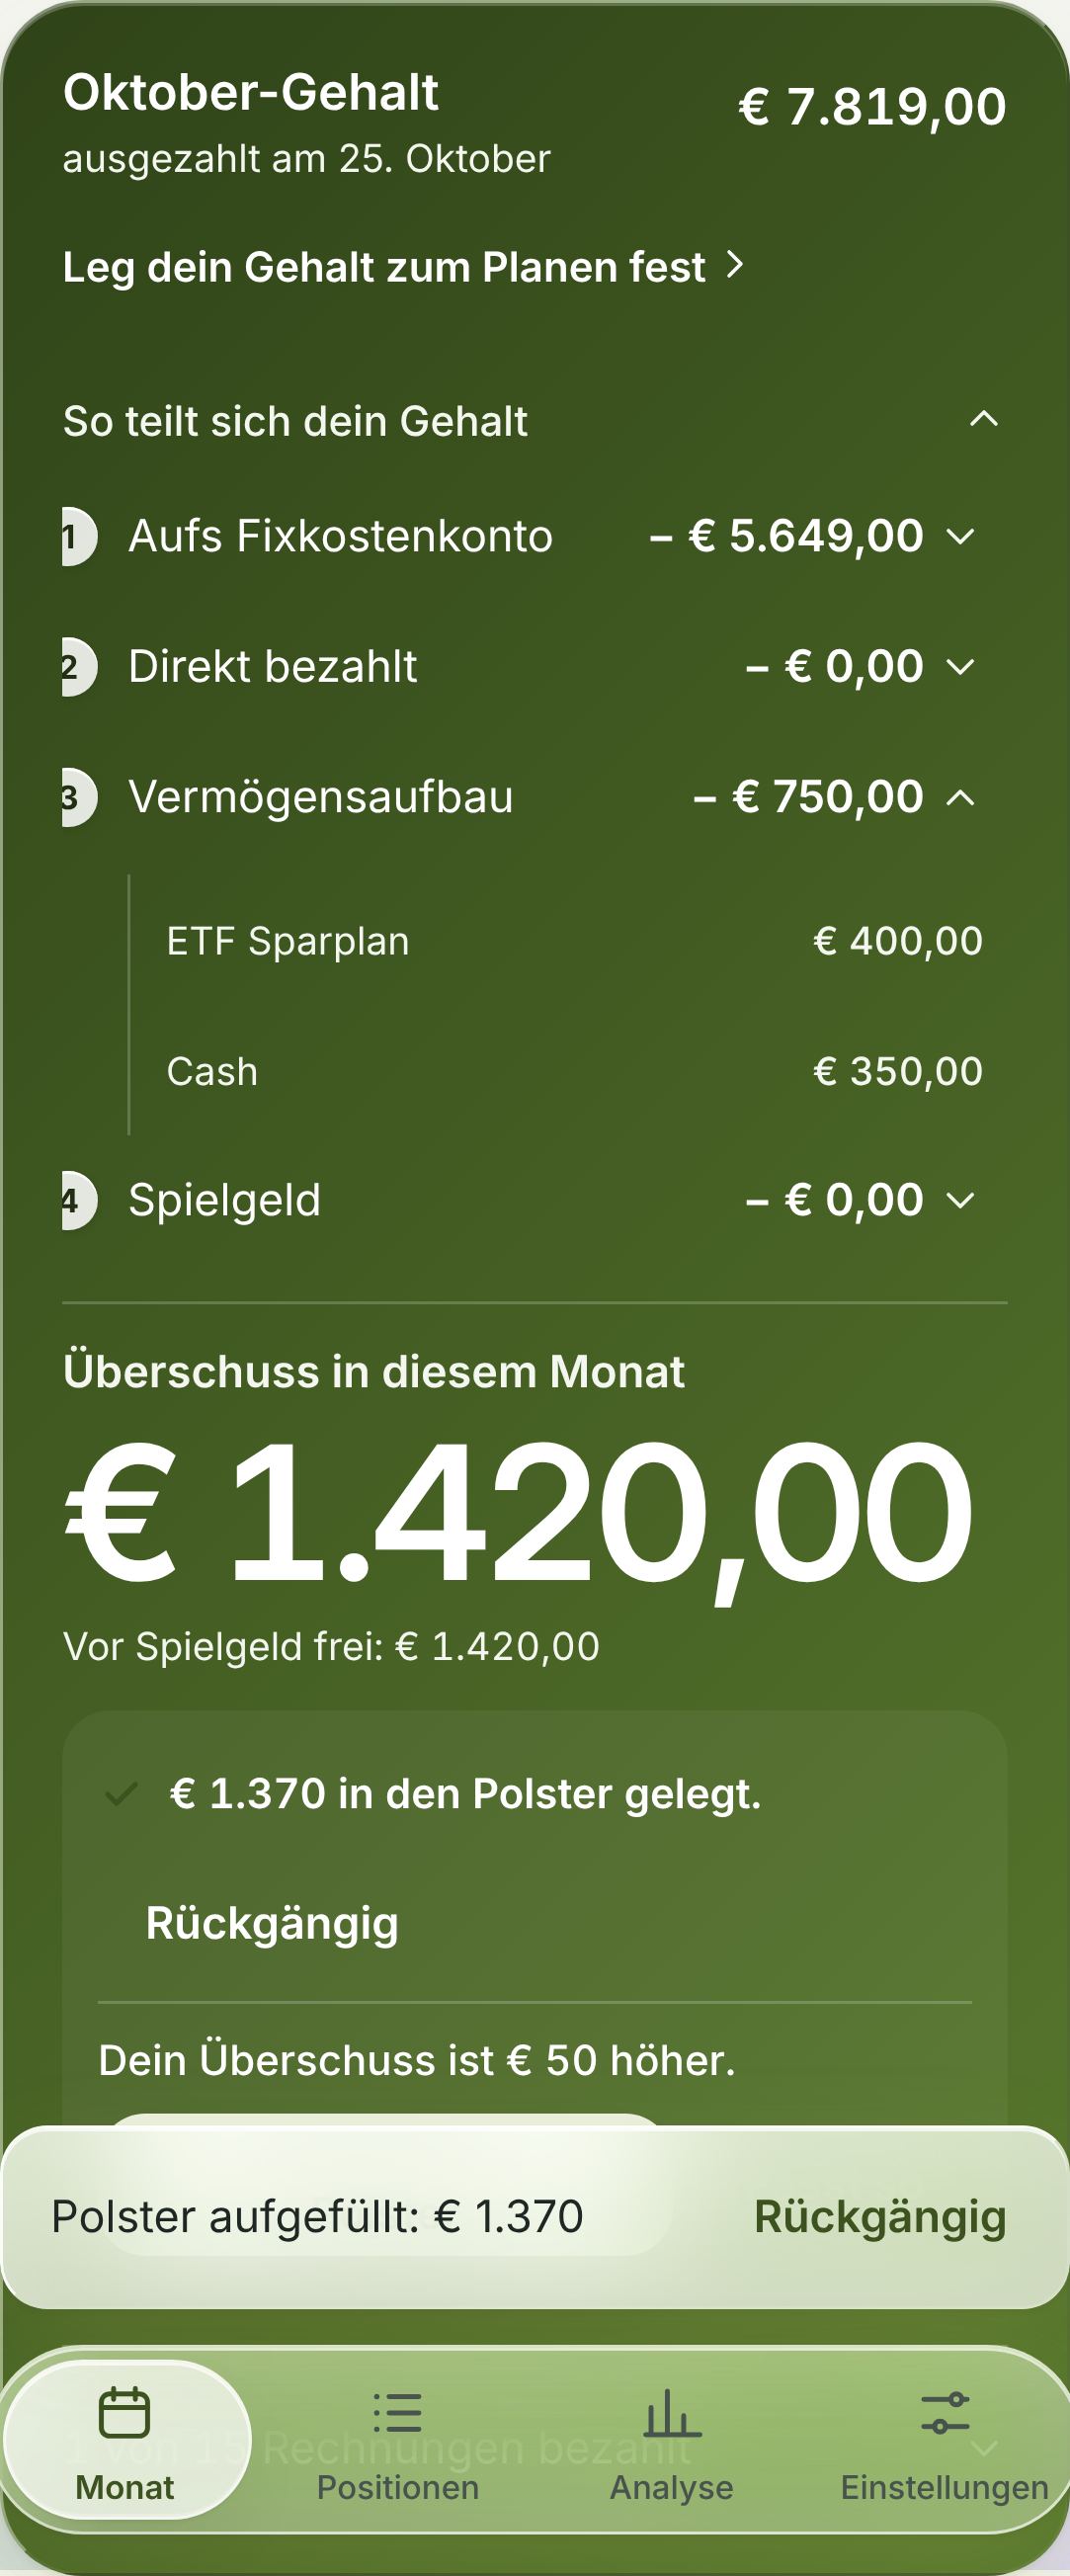 Oktober-Gehalt
€ 7.819,00
ausgezahlt am 25. Oktober
Leg dein Gehalt zum Planen fest
So teilt sich dein Gehalt
1 Aufs Fixkostenkonto – € 5.649,00
2 Direkt bezahlt – € 0,00
3 Vermögensaufbau – € 750,00
ETF Sparplan € 400,00
Cash € 350,00
4 Spielgeld – € 0,00
Überschuss in diesem Monat
€ 1.420,00
Vor Spielgeld frei: € 1.420,00
€ 1.370 in den Polster gelegt.
Rückgängig
Dein Überschuss ist € 50 höher.
Polster aufgefüllt: € 1.370 Rückgängig
Rechnungen bezahlt
Monat Positionen Analyse Einstellungen